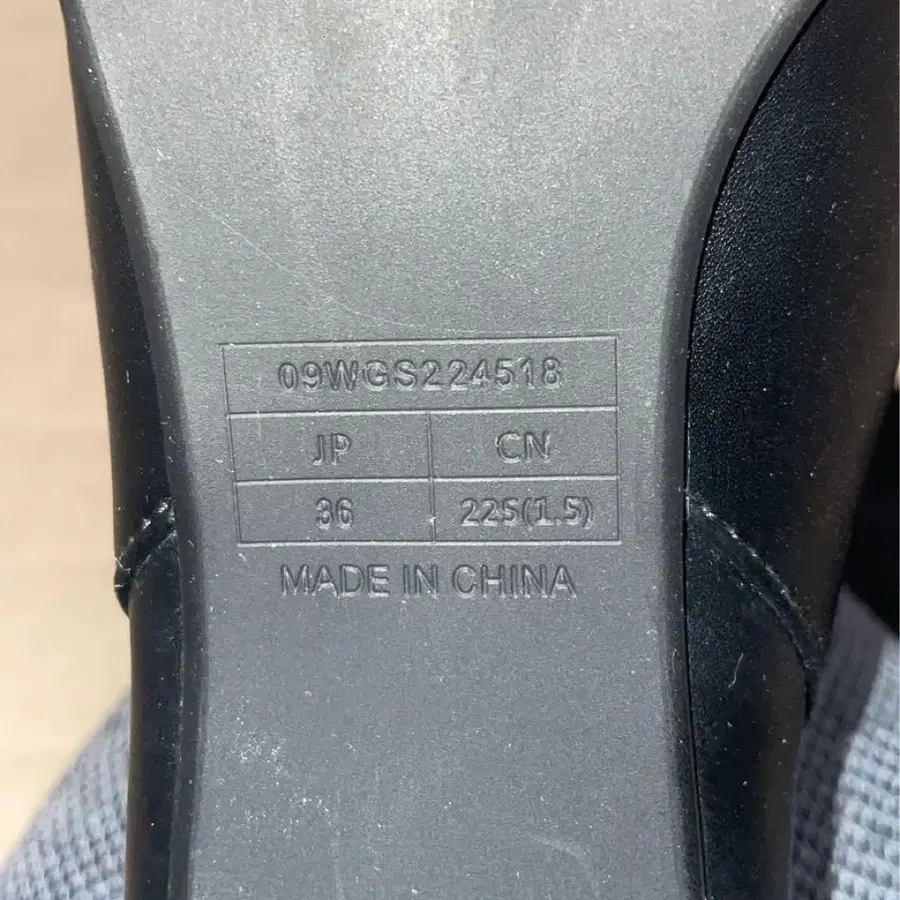 09WGS224518
JP CN
36 225(1.5)
MADE IN CHINA